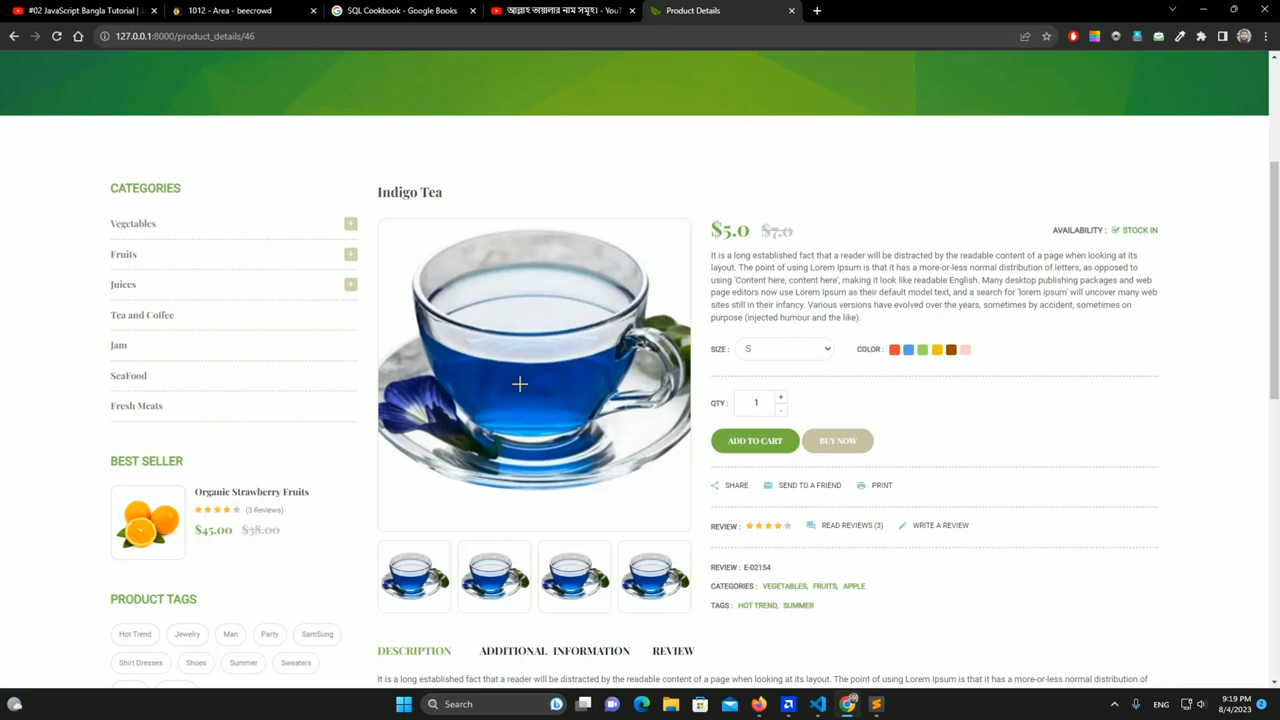 #02 JavaScript Bangla Tutorial |
1012 - Area - beecrowd
SQL Cookbook - Google Books
আল্লাহ তায়ালার নাম সমূহ। - YouT
Product Details
127.0.0.1:8000/product_details/46
CATEGORIES
Vegetables
Fruits
Juices
Tea and Coffee
Jam
SeaFood
Fresh Meats
BEST SELLER
Organic Strawberry Fruits
(3 Reviews)
$45.00 $38.00
PRODUCT TAGS
Hot Trend Jewelry Man Party SamSung
Shirt Dresses Shoes Summer Sweaters
Indigo Tea
$5.0 $7.0
AVAILABILITY : STOCK IN
It is a long established fact that a reader will be distracted by the readable content of a page when looking at its
layout. The point of using Lorem Ipsum is that it has a more-or-less normal distribution of letters, as opposed to
using 'Content here, content here', making it look like readable English. Many desktop publishing packages and web
page editors now use Lorem Ipsum as their default model text, and a search for 'lorem ipsum' will uncover many web
sites still in their infancy. Various versions have evolved over the years, sometimes by accident, sometimes on
purpose (injected humour and the like).
SIZE : S COLOR :
QTY : 1 + -
ADD TO CART BUY NOW
SHARE SEND TO A FRIEND PRINT
REVIEW : READ REVIEWS (3) WRITE A REVIEW
REVIEW : E-02154
CATEGORIES : VEGETABLES, FRUITS, APPLE
TAGS : HOT TREND, SUMMER
DESCRIPTION ADDITIONAL INFORMATION REVIEW
It is a long established fact that a reader will be distracted by the readable content of a page when looking at its layout. The point of using Lorem Ipsum is that it has a more-or-less normal distribution of
Search
ENG
9:19 PM
8/4/2023